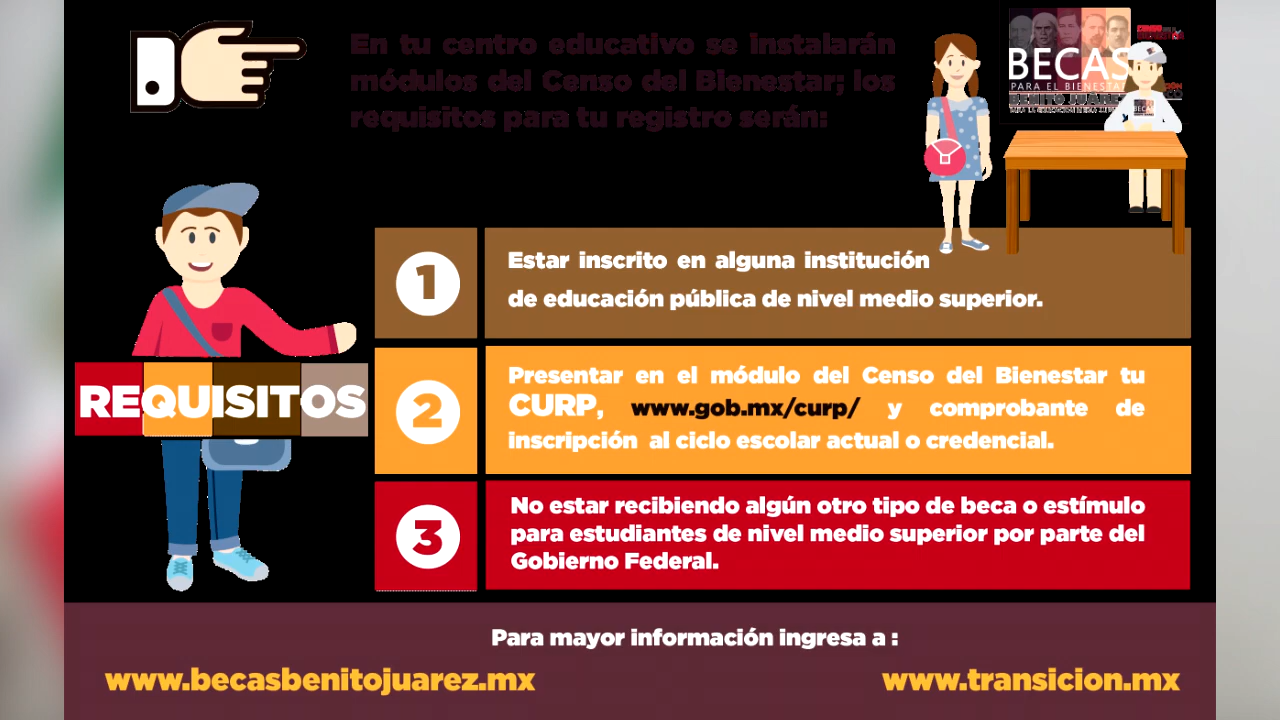 En tu centro educativo se instalarán
módulos del Censo del Bienestar; los
requisitos para tu registro serán:
BECAS
PARA EL BIENESTAR
BENITO JUÁREZ
REQUISITOS
1
Estar inscrito en alguna institución
de educación pública de nivel medio superior.
2
Presentar en el módulo del Censo del Bienestar tu
CURP, www.gob.mx/curp/ y comprobante de
inscripción al ciclo escolar actual o credencial.
3
No estar recibiendo algún otro tipo de beca o estímulo
para estudiantes de nivel medio superior por parte del
Gobierno Federal.
Para mayor información ingresa a :
www.becasbenitojuarez.mx
www.transicion.mx